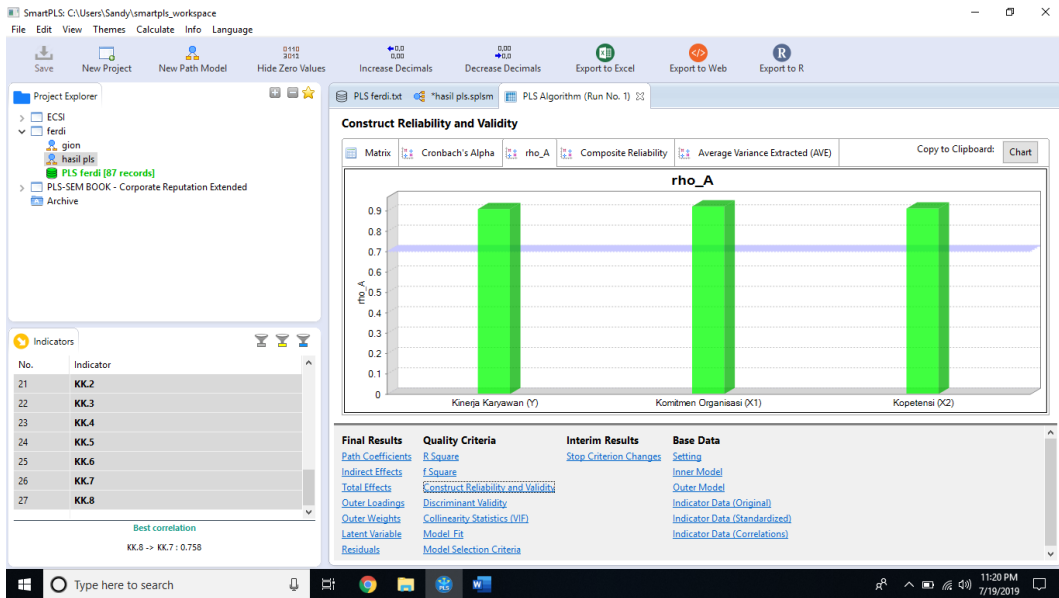 SmartPLS: C:\Users\Sandy\smartpls_workspace
File Edit View Themes Calculate Info Language
Save New Project New Path Model Hide Zero Values Increase Decimals Decrease Decimals Export to Excel Export to Web Export to R
Project Explorer
ECSI
ferdi
gion
hasil pls
PLS ferdi [87 records]
PLS-SEM BOOK - Corporate Reputation Extended
Archive
Indicators
No. Indicator
21 KK.2
22 KK.3
23 KK.4
24 KK.5
25 KK.6
26 KK.7
27 KK.8
Best correlation
KK.8 -> KK.7 : 0.758
PLS ferdi.txt *hasil pls.splsm PLS Algorithm (Run No. 1)
Construct Reliability and Validity
Matrix Cronbach's Alpha rho_A Composite Reliability Average Variance Extracted (AVE) Copy to Clipboard: Chart
rho_A
0.9
0.8
0.7
0.6
0.5
0.4
0.3
0.2
0.1
0
rho_A
Kinerja Karyawan (Y) Komitmen Organisasi (X1) Kopetensi (X2)
Final Results Quality Criteria Interim Results Base Data
Path Coefficients R Square Stop Criterion Changes Setting
Indirect Effects f Square Inner Model
Total Effects Construct Reliability and Validity Outer Model
Outer Loadings Discriminant Validity Indicator Data (Original)
Outer Weights Collinearity Statistics (VIF) Indicator Data (Standardized)
Latent Variable Model_Fit Indicator Data (Correlations)
Residuals Model Selection Criteria
Type here to search
11:20 PM
7/19/2019